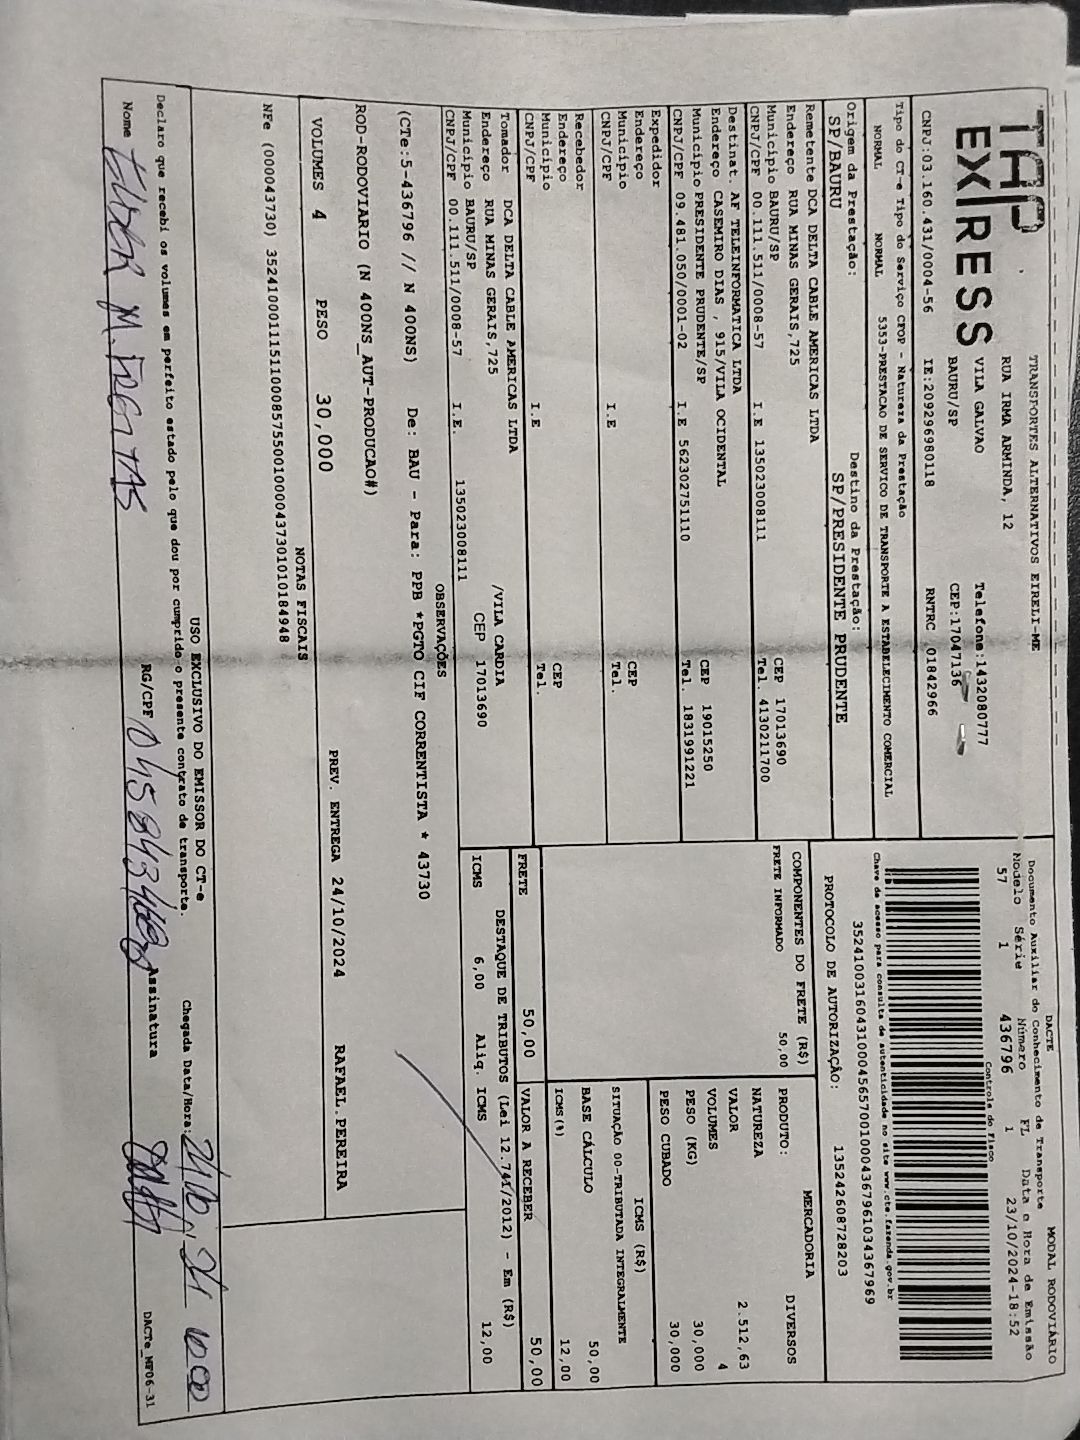 TAP EXPRESS
TRANSPORTES ALTERNATIVOS EIRELI-ME
RUA IRMA ARMINDA, 12
VILA GALVAO Telefone:1432080777
BAURU/SP CEP:17047136
CNPJ:03.160.431/0004-56 IE:209296980118 RNTRC 01842966
Tipo do CT-e Tipo do Serviço CFOP - Natureza da Prestação
NORMAL NORMAL 5353-PRESTACAO DE SERVICO DE TRANSPORTE A ESTABELECIMENTO COMERCIAL
Origem da Prestação: Destino da Prestação:
SP/BAURU SP/PRESIDENTE PRUDENTE
Remetente DCA DELTA CABLE AMERICAS LTDA
Endereço RUA MINAS GERAIS,725 CEP 17013690
Município BAURU/SP Tel. 4130211700
CNPJ/CPF 00.111.511/0008-57 I.E 135023008111
Destinat. AF TELEINFORMATICA LTDA
Endereço CASEMIRO DIAS , 915/VILA OCIDENTAL
Município PRESIDENTE PRUDENTE/SP CEP 19015250
CNPJ/CPF 09.481.050/0001-02 I.E 562302751110 Tel. 1831991221
Expedidor
Endereço
Município CEP
CNPJ/CPF I.E Tel.
Recebedor
Endereço
Município CEP
CNPJ/CPF I.E Tel.
Tomador DCA DELTA CABLE AMERICAS LTDA
Endereço RUA MINAS GERAIS,725 /VILA CARDIA
Município BAURU/SP CEP 17013690
CNPJ/CPF 00.111.511/0008-57 I.E. 135023008111
DACTE MODAL RODOVIÁRIO
Documento Auxiliar do Conhecimento de Transporte
Modelo Série Número FL Data e Hora de Emissão
57 1 436796 1 23/10/2024-18:52
Controle do Fisco
Chave de acesso para consulta de autenticidade no site www.cte.fazenda.gov.br
35241003160431000456570010004367961034367969
PROTOCOLO DE AUTORIZAÇÃO: 135242608728203
COMPONENTES DO FRETE (R$)
FRETE INFORMADO 50,00
MERCADORIA
PRODUTO: DIVERSOS
NATUREZA
VALOR 2.512,63
VOLUMES 4
PESO (KG) 30,000
PESO CUBADO 30,000
ICMS (R$)
SITUAÇÃO 00-TRIBUTADA INTEGRALMENTE
BASE CÁLCULO 50,00
ICMS(%) 12,00
FRETE 50,00 VALOR A RECEBER 50,00
DESTAQUE DE TRIBUTOS (Lei 12.741/2012) - Em (R$)
ICMS 6,00 Aliq. ICMS 12,00
OBSERVAÇÕES
(CTe:5-436796 // N 400NS) De: BAU - Para: PPB *PGTO CIF CORRENTISTA * 43730
ROD-RODOVIARIO (N 400NS_AUT-PRODUCAO#)
VOLUMES 4 PESO 30,000 PREV. ENTREGA 24/10/2024 RAFAEL.PEREIRA
NOTAS FISCAIS
NFe (000043730) 35241000111511000857550010000437301010184948
USO EXCLUSIVO DO EMISSOR DO CT-e
Declaro que recebi os volumes em perfeito estado pelo que dou por cumprido o presente contrato de transporte. Chegada Data/Hora:
Nome M. FREITAS RG/CPF Assinatura
DACTe_NF06-31